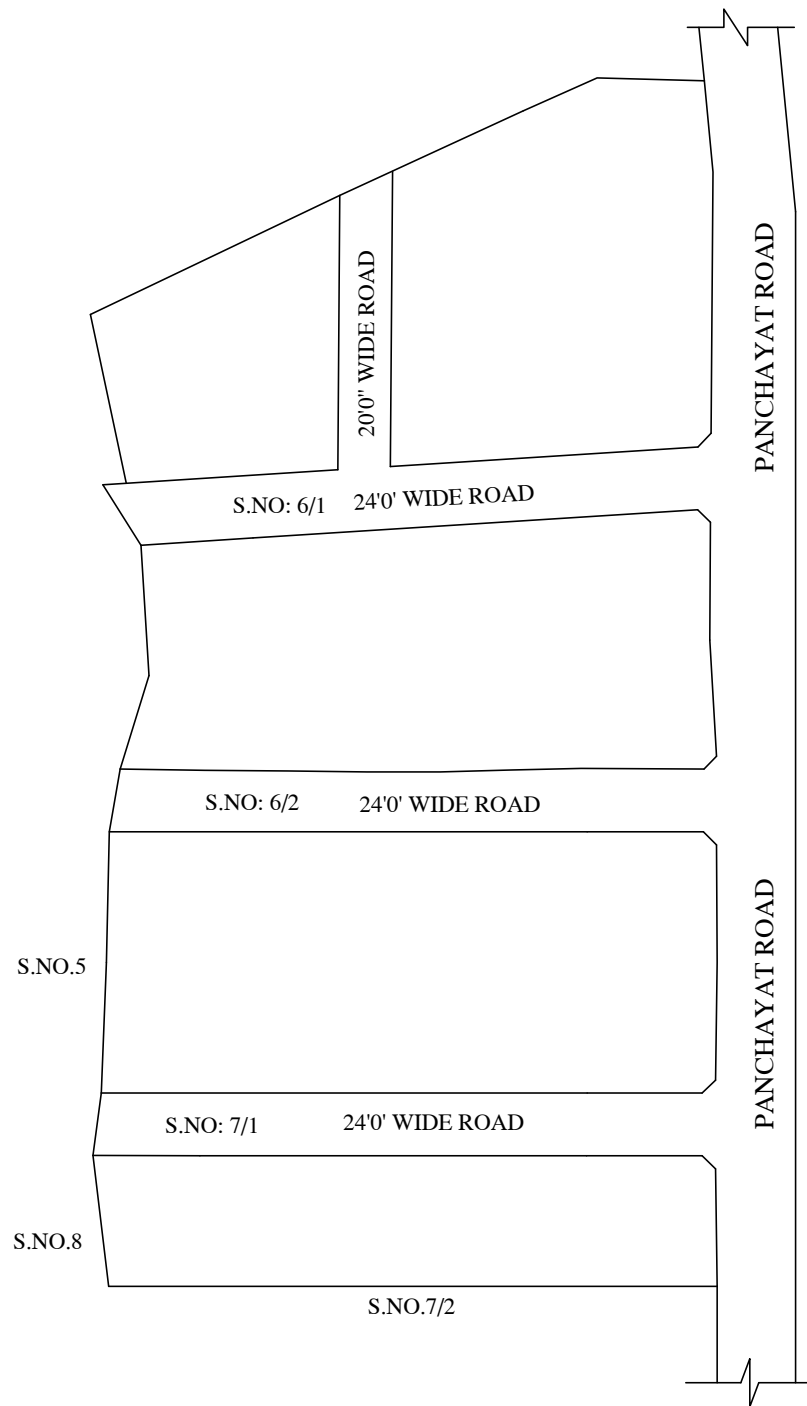 PANCHAYAT ROAD
20'0" WIDE ROAD
S.NO: 6/1 24'0' WIDE ROAD
S.NO: 6/2 24'0' WIDE ROAD
S.NO.5
PANCHAYAT ROAD
S.NO: 7/1 24'0' WIDE ROAD
S.NO.8
S.NO.7/2